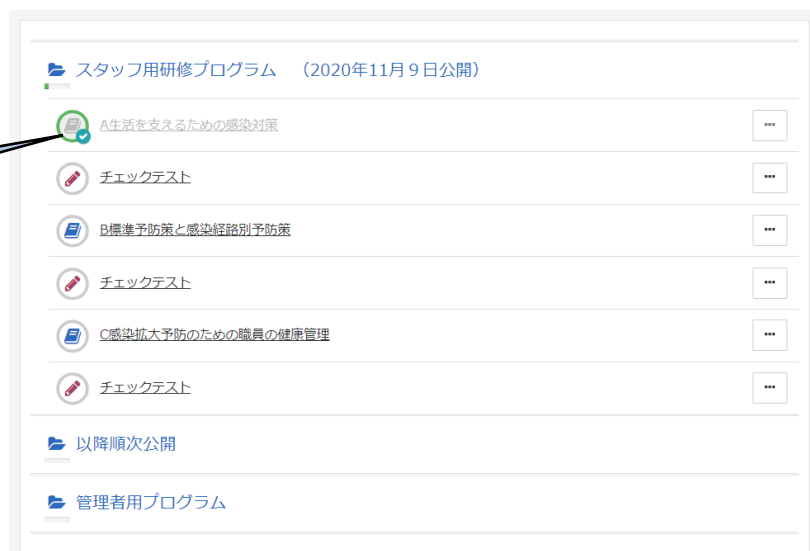 スタッフ用研修プログラム （2020年11月９日公開）
A生活を支えるための感染対策
チェックテスト
B標準予防策と感染経路別予防策
チェックテスト
C感染拡大予防のための職員の健康管理
チェックテスト
以降順次公開
管理者用プログラム